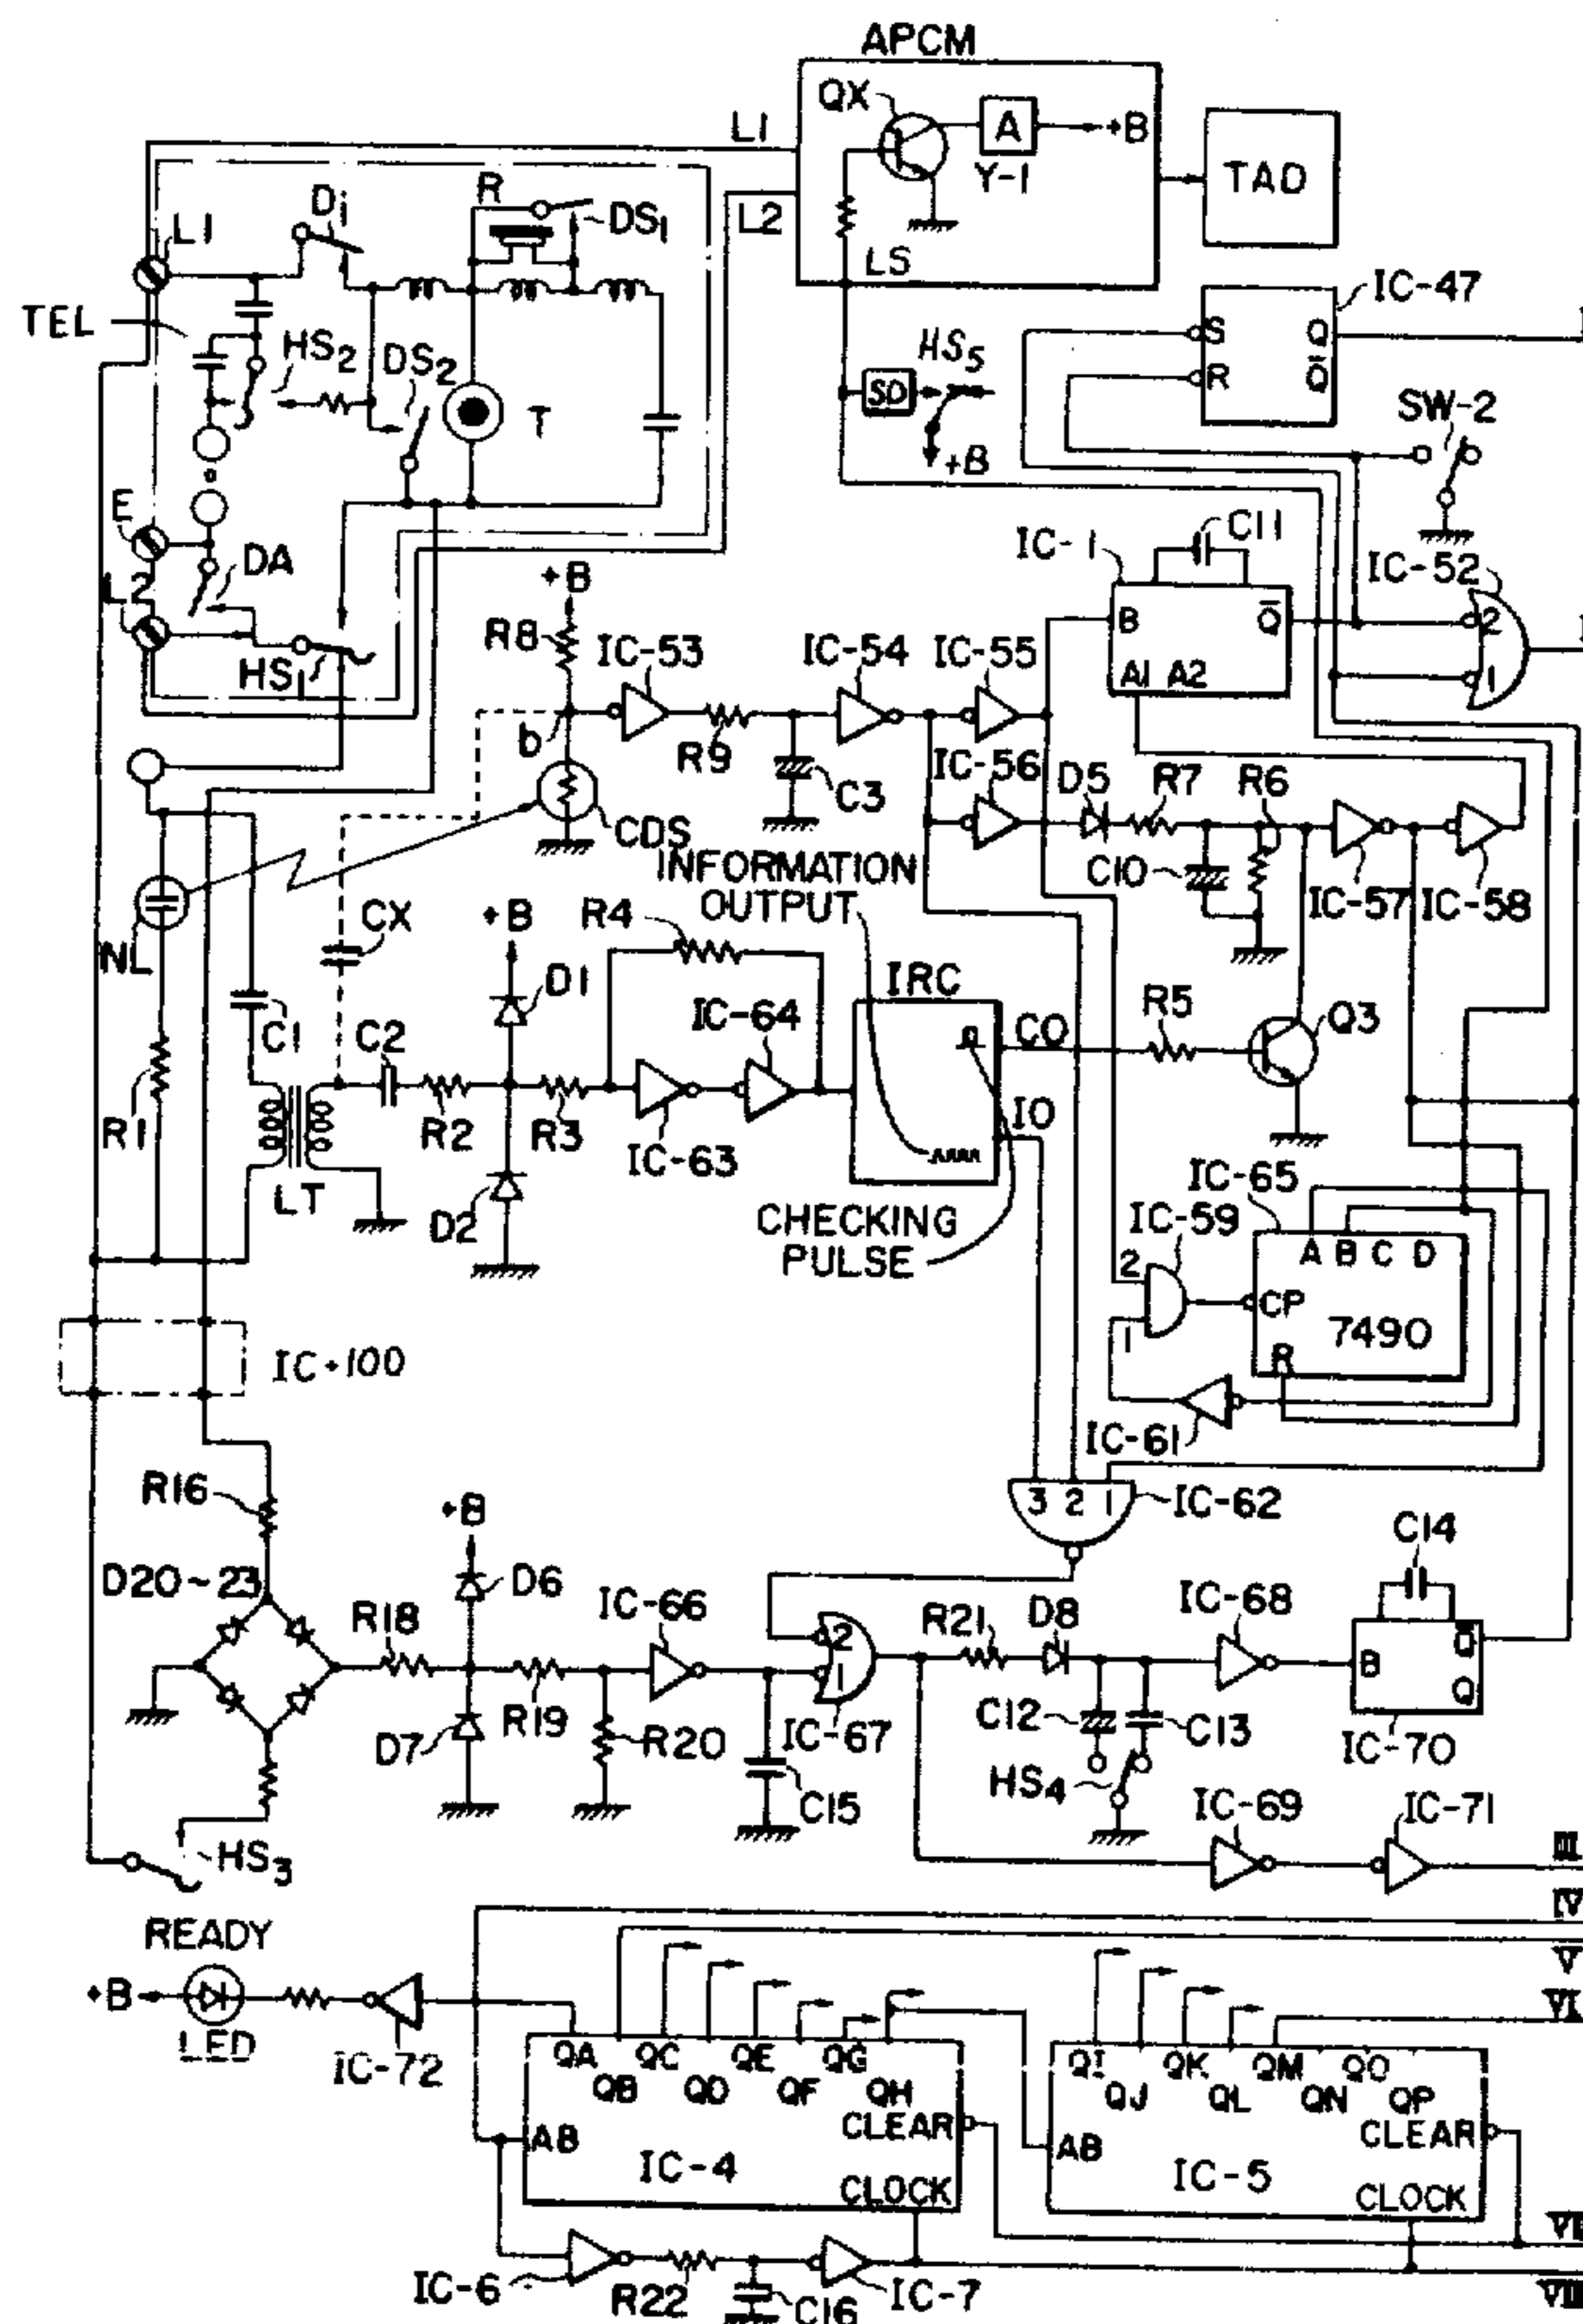 APCM
QX
A
+B
Y-1
TAD
L1
L2
LS
R
Di
DS1
L1
TEL
HS2
DS2
T
E
DA
L2
HS1
SD
HS5
+B
IC-47
S
Q
R
Q̅
SW-2
IC-1
C11
IC-52
B
Q̅
A1 A2
2
1
+B
R8
IC-53
IC-54
IC-55
b
R9
C3
CDS
IC-56
D5
R7
R6
C10
IC-57
IC-58
INFORMATION
OUTPUT
NL
CX
+B
R4
D1
IC-64
IRC
CO
R5
Q3
C1
C2
R1
R2
R3
IC-63
IO
LT
D2
CHECKING
PULSE
IC-65
IC-59
A B C D
2
1
CP
7490
R
IC-61
IC-100
R16
3 2 1
IC-62
C14
+B
D20~23
D6
R18
IC-66
2
1
R21
D8
IC-68
B
Q̅
Q
D7
R19
R20
IC-67
C12
C13
IC-70
C15
HS4
IC-69
IC-71
HS3
III
IV
V
VI
READY
+B
LED
IC-72
QA
QB
QC
QD
QE
QF
QG
QH
CLEAR
AB
IC-4
CLOCK
QI
QJ
QK
QL
QM
QN
QO
QP
CLEAR
AB
IC-5
CLOCK
VII
VIII
IC-6
R22
C16
IC-7